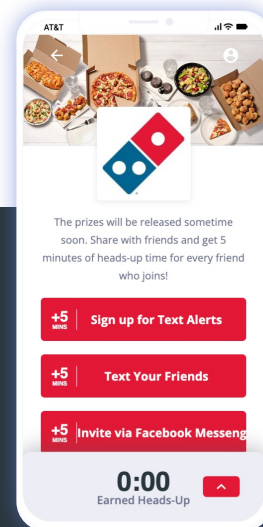 AT&T
The prizes will be released sometime
soon. Share with friends and get 5
minutes of heads-up time for every friend
who joins!
+5 MINS Sign up for Text Alerts
+5 MINS Text Your Friends
+5 MINS Invite via Facebook Messeng
0:00
Earned Heads-Up